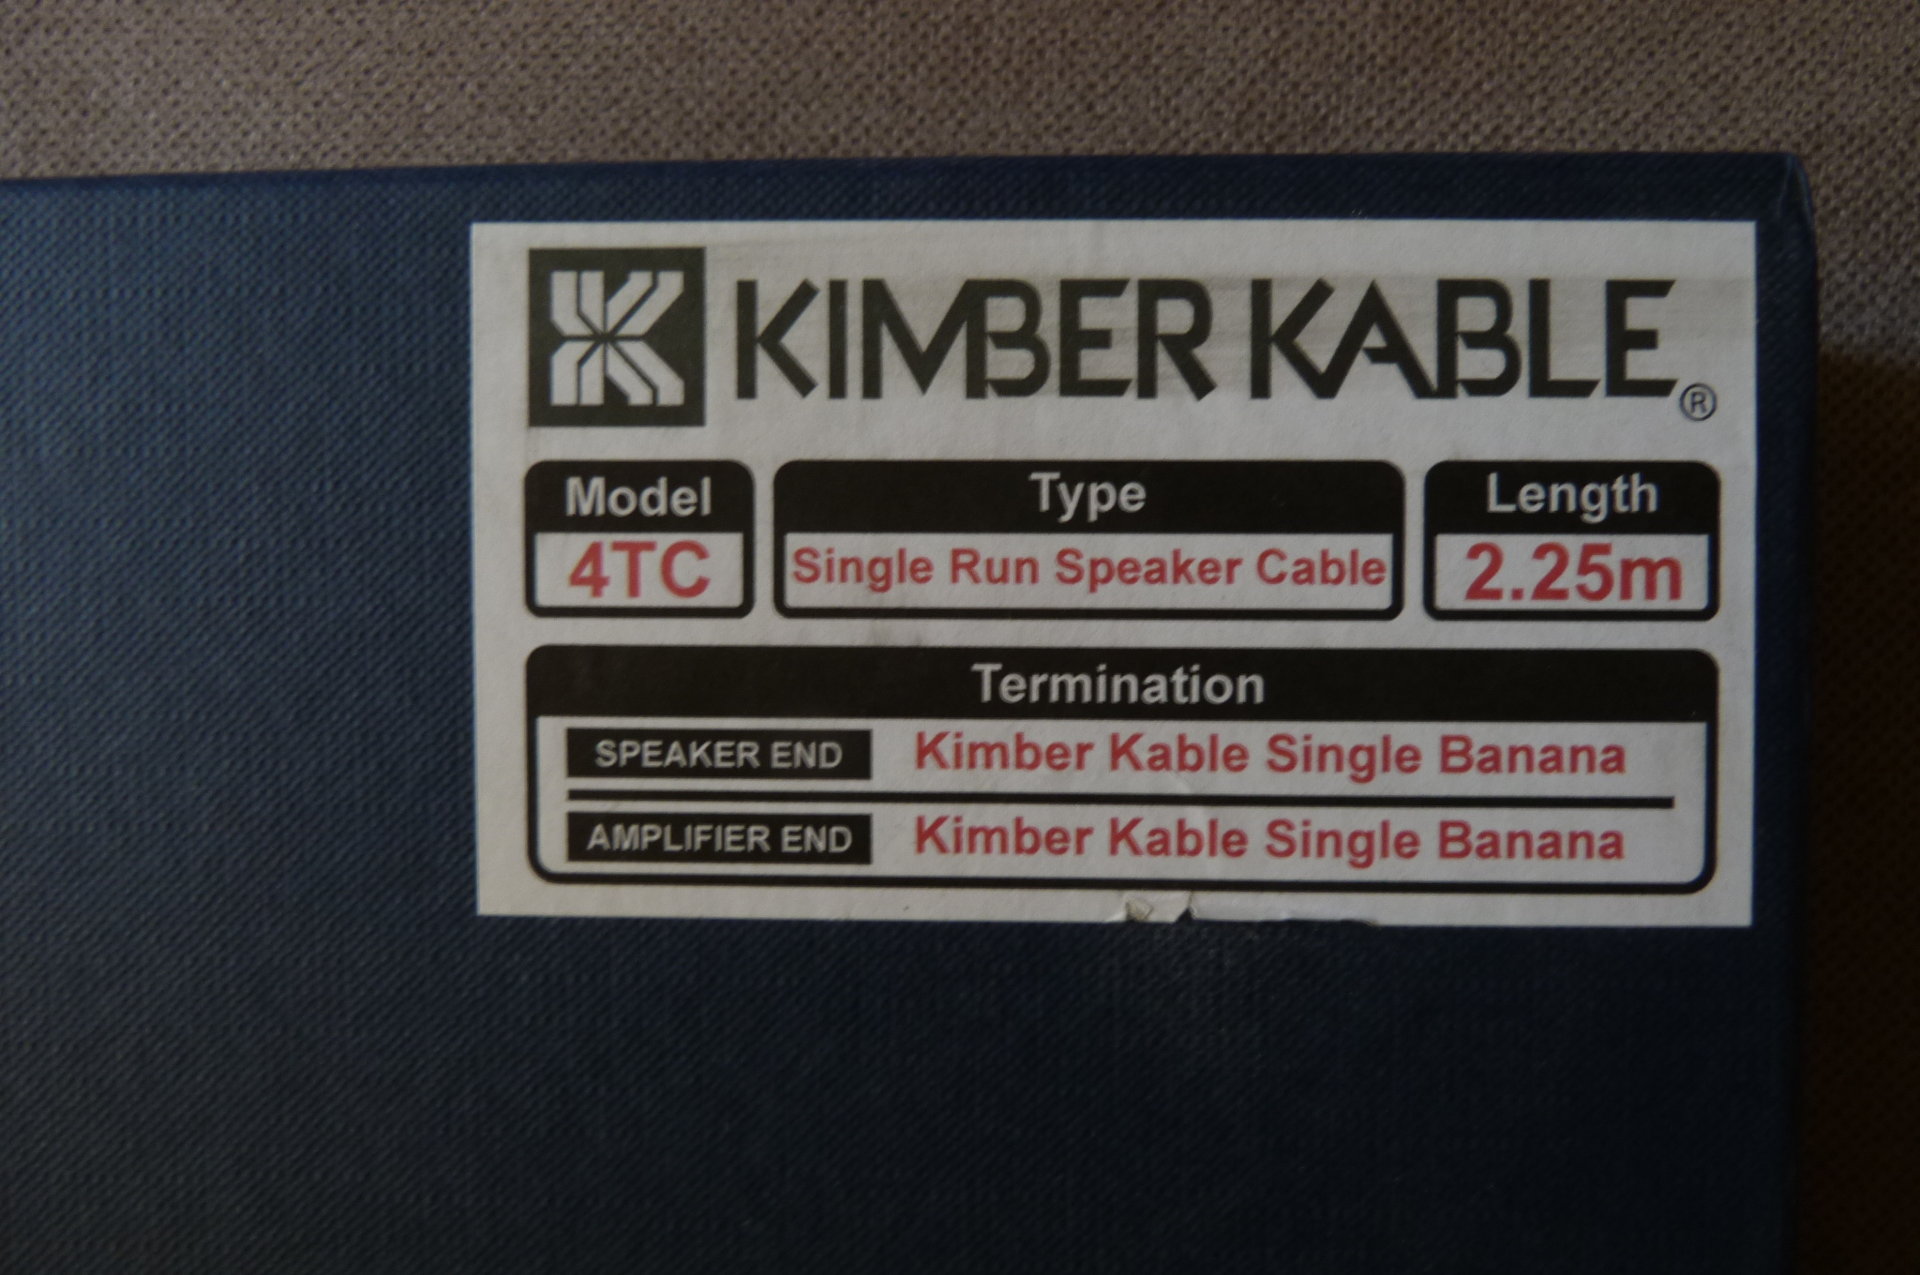 KIMBER KABLE®
Model Type Length
4TC Single Run Speaker Cable 2.25m
Termination
SPEAKER END Kimber Kable Single Banana
AMPLIFIER END Kimber Kable Single Banana